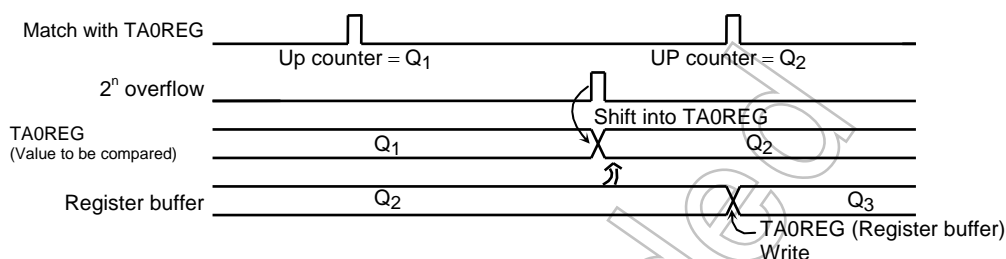 Match with TA0REG
Up counter = Q1
UP counter = Q2
2^n overflow
Shift into TA0REG
TA0REG
(Value to be compared)
Q1
Q2
Register buffer
Q2
Q3
TA0REG (Register buffer)
Write